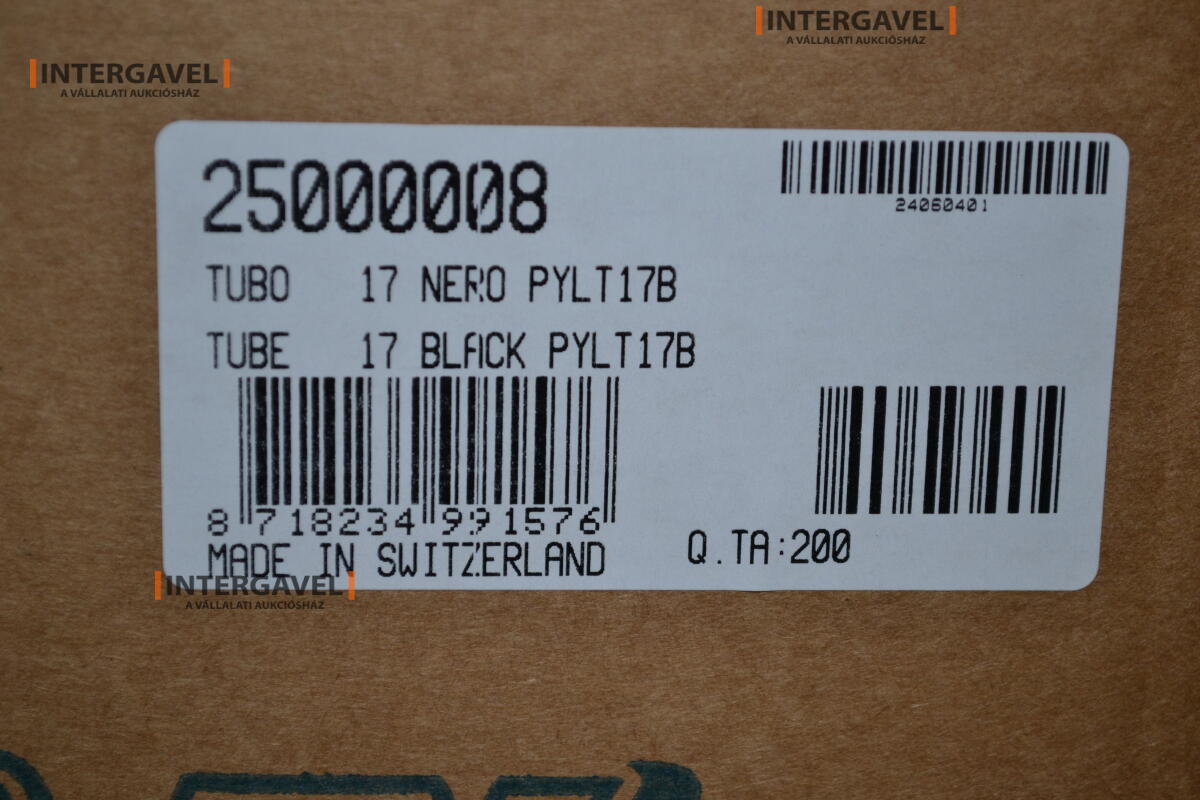 INTERGAVEL
A VÁLLALATI AUKCIÓSHÁZ
INTERGAVEL
A VÁLLALATI AUKCIÓSHÁZ
25000008
24060401
TUBO 17 NERO PYLT17B
TUBE 17 BLACK PYLT17B
8 718234 991576
MADE IN SWITZERLAND
Q.TA:200
INTERGAVEL
A VÁLLALATI AUKCIÓSHÁZ